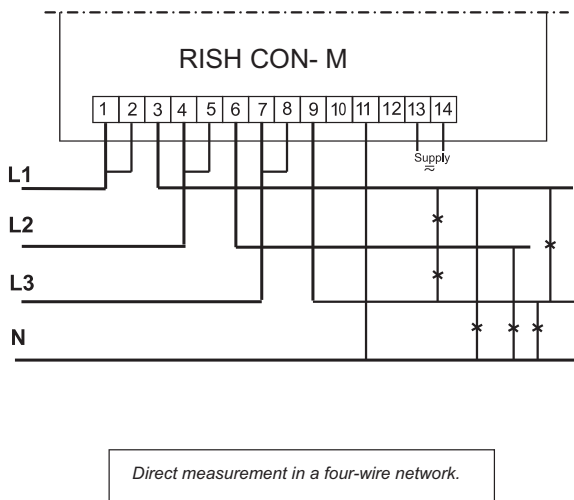 RISH CON- M
1 2 3 4 5 6 7 8 9 10 11 12 13 14
Supply
L1
L2
L3
N
Direct measurement in a four-wire network.